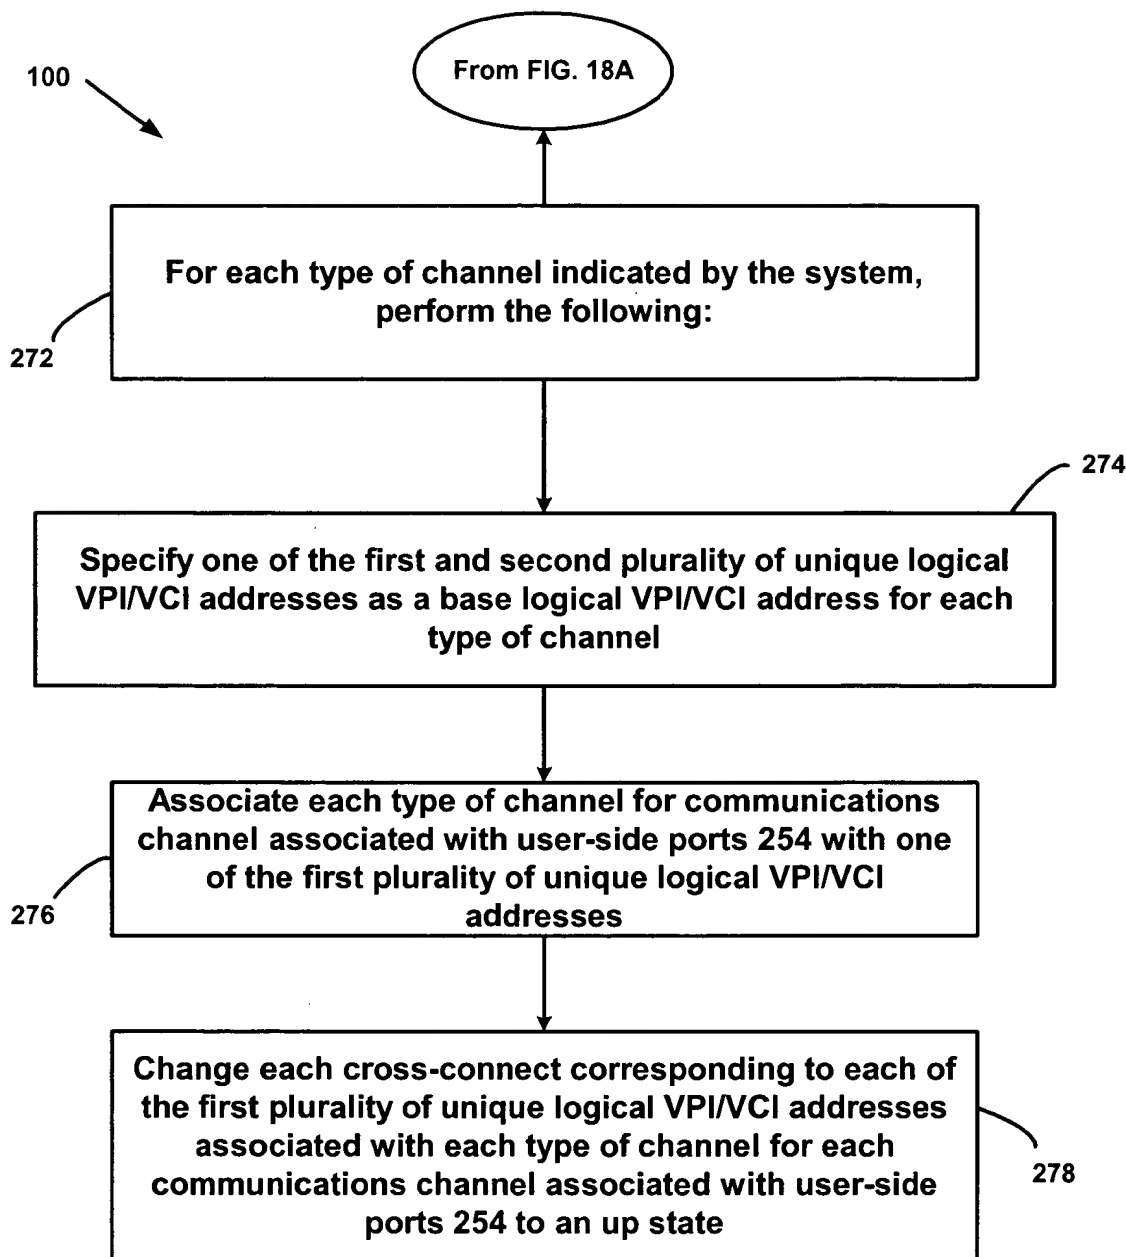 From FIG. 18A
100
For each type of channel indicated by the system,
perform the following:
272
274
Specify one of the first and second plurality of unique logical
VPI/VCI addresses as a base logical VPI/VCI address for each
type of channel
Associate each type of channel for communications
channel associated with user-side ports 254 with one
of the first plurality of unique logical VPI/VCI
addresses
276
Change each cross-connect corresponding to each of
the first plurality of unique logical VPI/VCI addresses
associated with each type of channel for each
communications channel associated with user-side
ports 254 to an up state
278